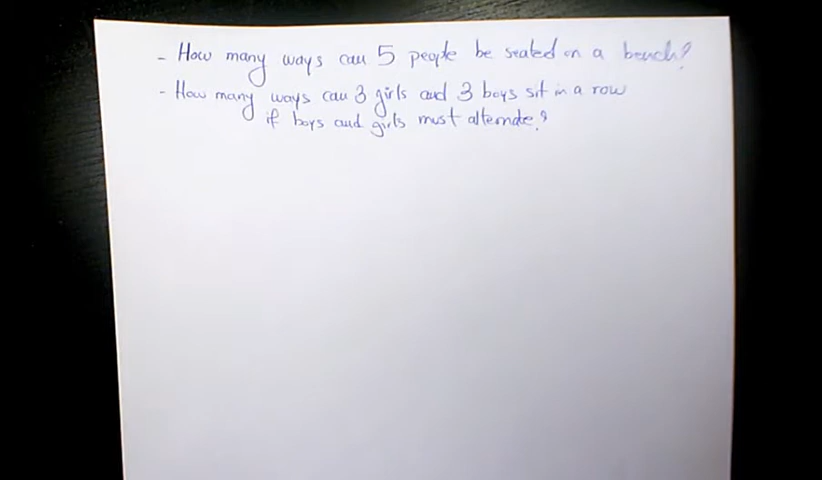 - How many ways can 5 people be seated on a bench?
- How many ways can 3 girls and 3 boys sit in a row
if boys and girls must alternate?